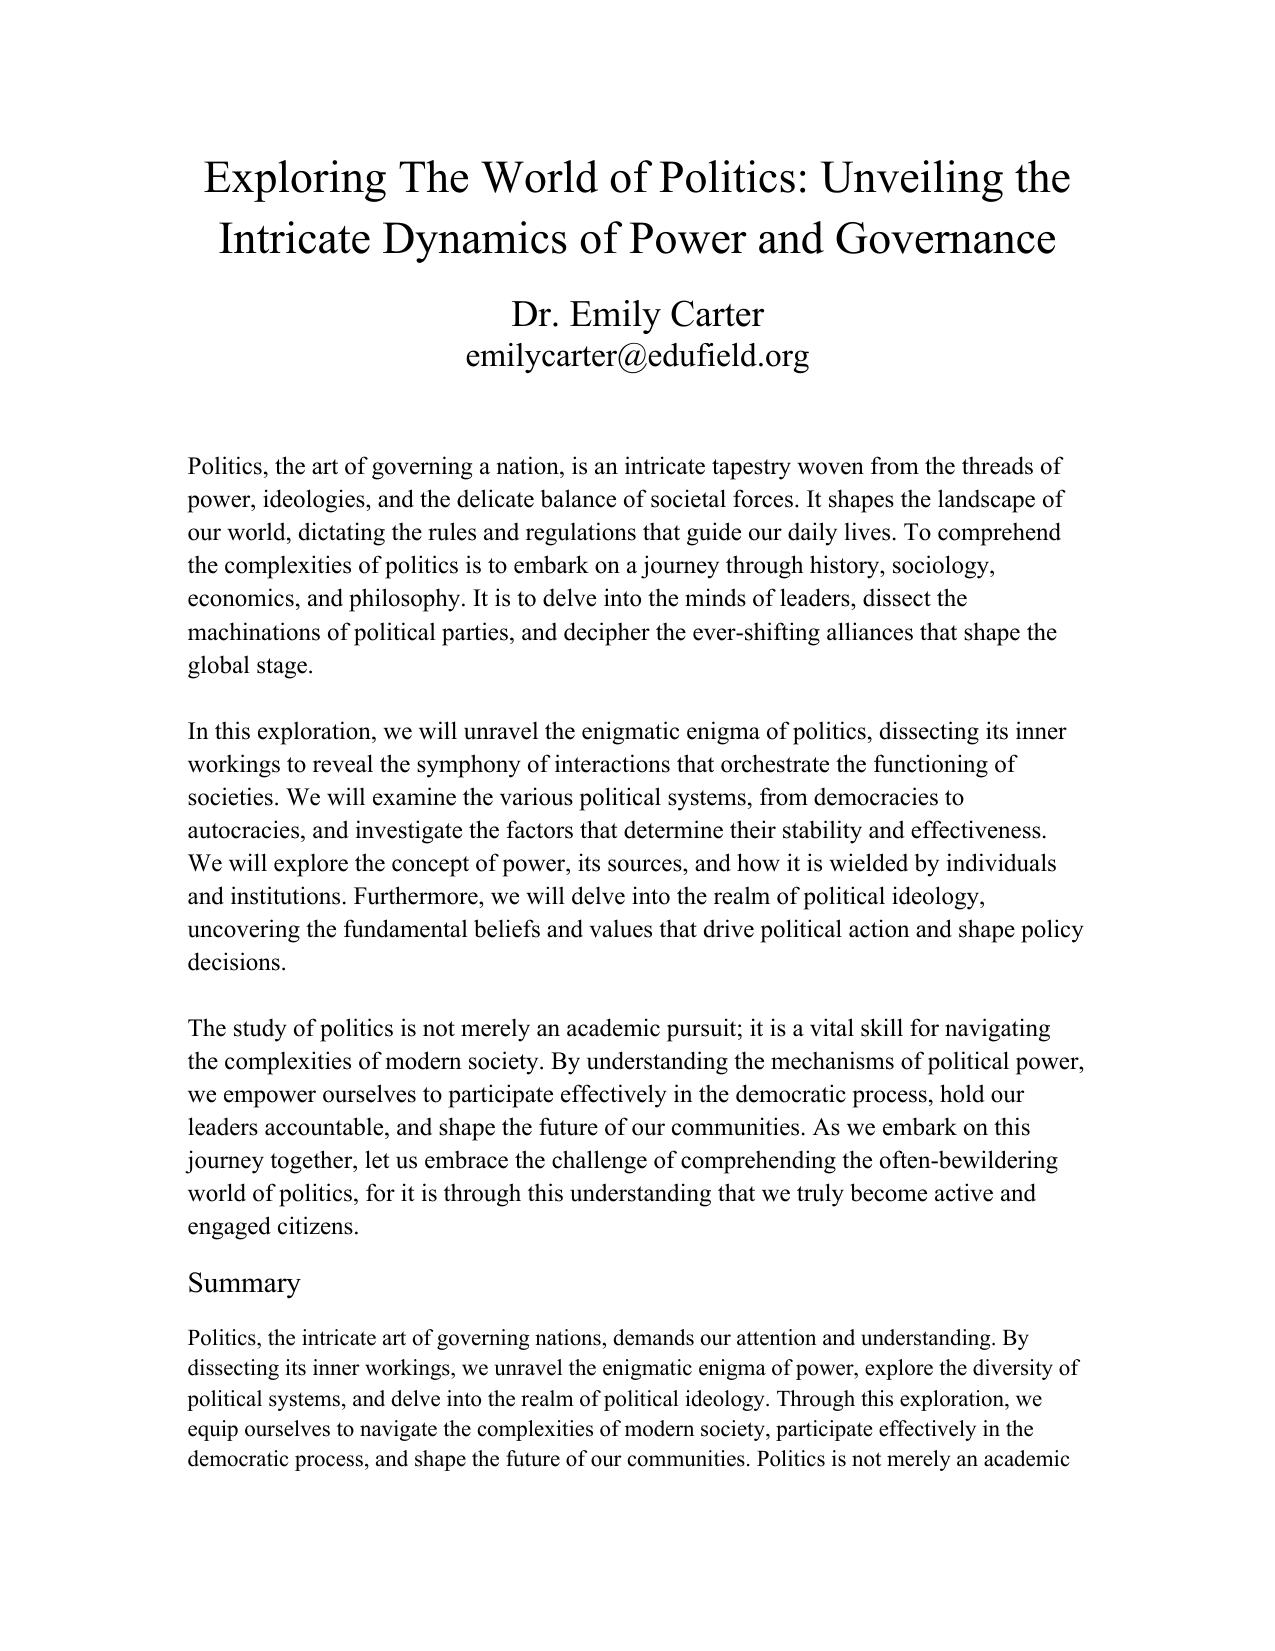 Exploring The World of Politics: Unveiling the
Intricate Dynamics of Power and Governance
Dr. Emily Carter
emilycarter@edufield.org
Politics, the art of governing a nation, is an intricate tapestry woven from the threads of
power, ideologies, and the delicate balance of societal forces. It shapes the landscape of
our world, dictating the rules and regulations that guide our daily lives. To comprehend
the complexities of politics is to embark on a journey through history, sociology,
economics, and philosophy. It is to delve into the minds of leaders, dissect the
machinations of political parties, and decipher the ever-shifting alliances that shape the
global stage.
In this exploration, we will unravel the enigmatic enigma of politics, dissecting its inner
workings to reveal the symphony of interactions that orchestrate the functioning of
societies. We will examine the various political systems, from democracies to
autocracies, and investigate the factors that determine their stability and effectiveness.
We will explore the concept of power, its sources, and how it is wielded by individuals
and institutions. Furthermore, we will delve into the realm of political ideology,
uncovering the fundamental beliefs and values that drive political action and shape policy
decisions.
The study of politics is not merely an academic pursuit; it is a vital skill for navigating
the complexities of modern society. By understanding the mechanisms of political power,
we empower ourselves to participate effectively in the democratic process, hold our
leaders accountable, and shape the future of our communities. As we embark on this
journey together, let us embrace the challenge of comprehending the often-bewildering
world of politics, for it is through this understanding that we truly become active and
engaged citizens.
Summary
Politics, the intricate art of governing nations, demands our attention and understanding. By
dissecting its inner workings, we unravel the enigmatic enigma of power, explore the diversity of
political systems, and delve into the realm of political ideology. Through this exploration, we
equip ourselves to navigate the complexities of modern society, participate effectively in the
democratic process, and shape the future of our communities. Politics is not merely an academic